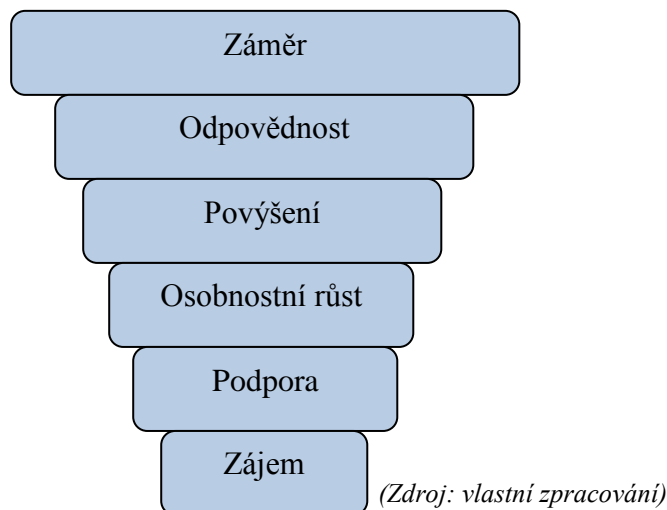 Záměr
Odpovědnost
Povýšení
Osobnostní růst
Podpora
Zájem
(Zdroj: vlastní zpracování)